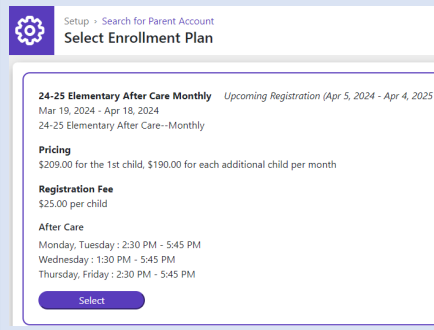 Setup › Search for Parent Account
Select Enrollment Plan
24-25 Elementary After Care Monthly Upcoming Registration (Apr 5, 2024 - Apr 4, 2025
Mar 19, 2024 - Apr 18, 2024
24-25 Elementary After Care--Monthly
Pricing
$209.00 for the 1st child, $190.00 for each additional child per month
Registration Fee
$25.00 per child
After Care
Monday, Tuesday : 2:30 PM - 5:45 PM
Wednesday : 1:30 PM - 5:45 PM
Thursday, Friday : 2:30 PM - 5:45 PM
Select